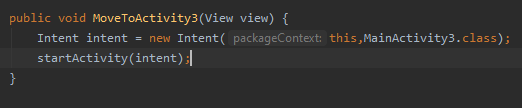 public void MoveToActivity3(View view) {
Intent intent = new Intent( packageContext: this,MainActivity3.class);
startActivity(intent);
}